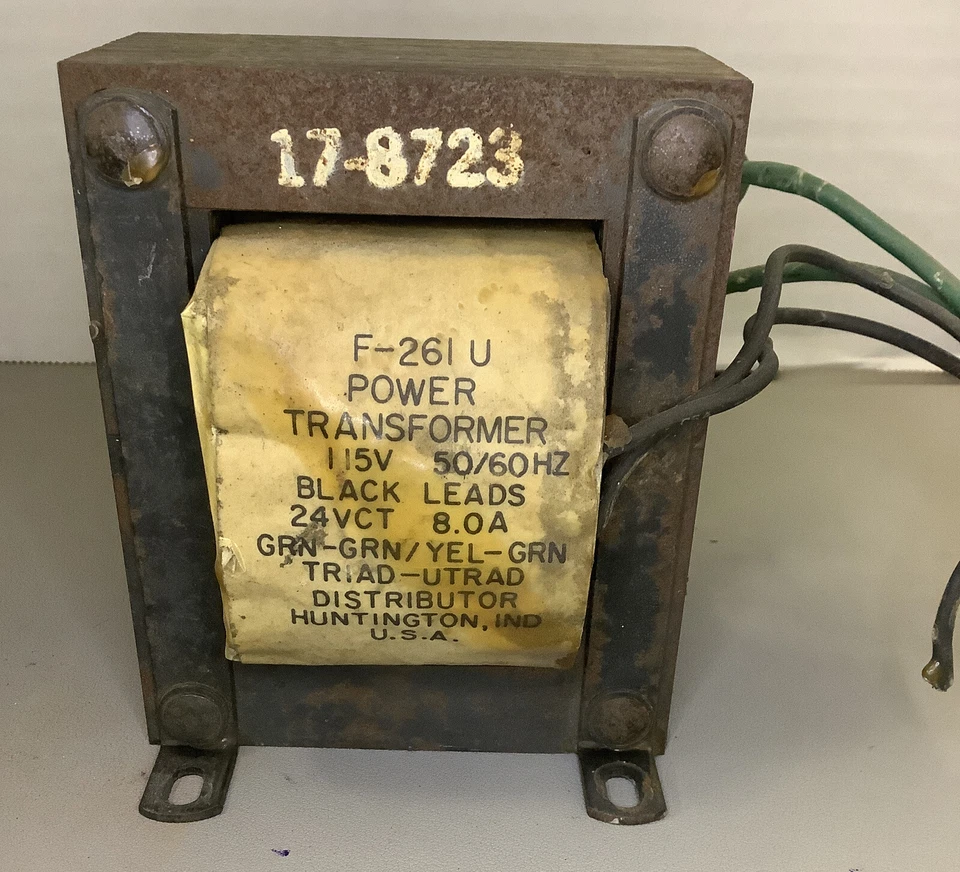 17-8723
F-261 U
POWER
TRANSFORMER
115V 50/60HZ
BLACK LEADS
24VCT 8.0A
GRN-GRN/YEL-GRN
TRIAD-UTRAD
DISTRIBUTOR
HUNTINGTON, IND
U.S.A.